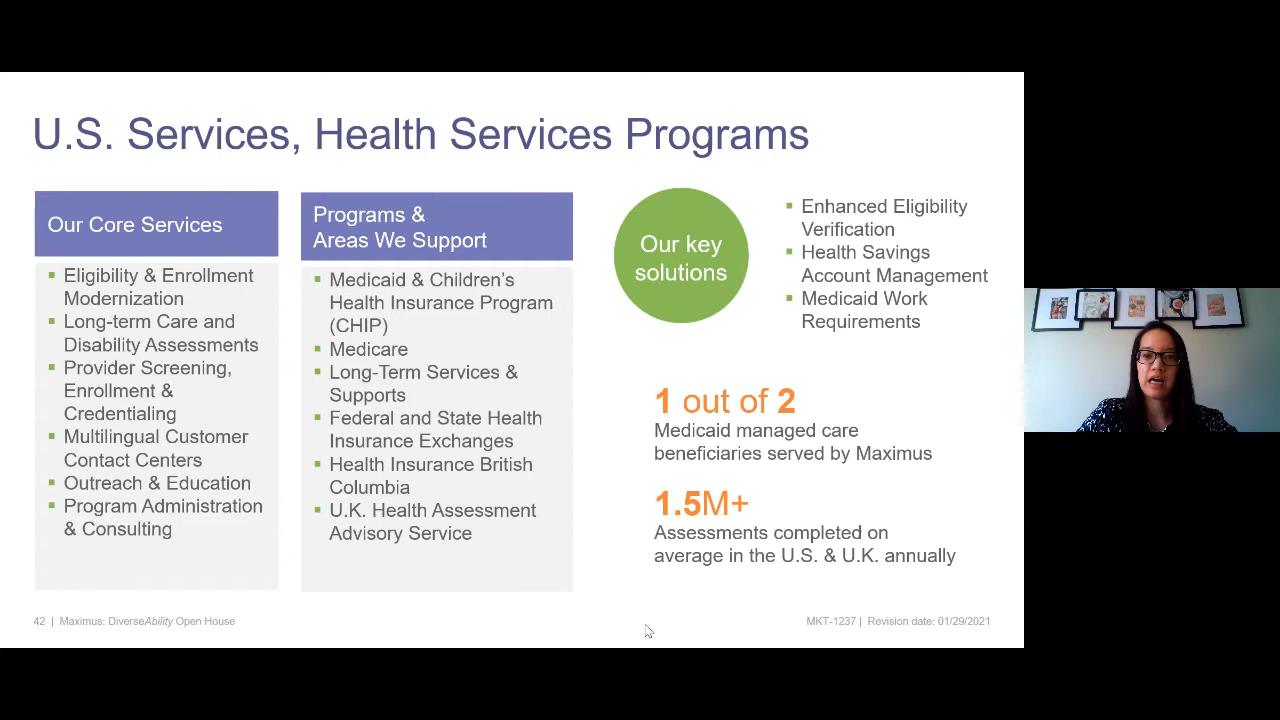 U.S. Services, Health Services Programs
Our Core Services
Eligibility & Enrollment
Modernization
Long-term Care and
Disability Assessments
Provider Screening,
Enrollment &
Credentialing
Multilingual Customer
Contact Centers
Outreach & Education
Program Administration
& Consulting
Programs &
Areas We Support
Medicaid & Children’s
Health Insurance Program
(CHIP)
Medicare
Long-Term Services &
Supports
Federal and State Health
Insurance Exchanges
Health Insurance British
Columbia
U.K. Health Assessment
Advisory Service
Our key
solutions
Enhanced Eligibility
Verification
Health Savings
Account Management
Medicaid Work
Requirements
1 out of 2
Medicaid managed care
beneficiaries served by Maximus
1.5M+
Assessments completed on
average in the U.S. & U.K. annually
42 | Maximus: DiverseAbility Open House
MKT-1237 | Revision date: 01/29/2021